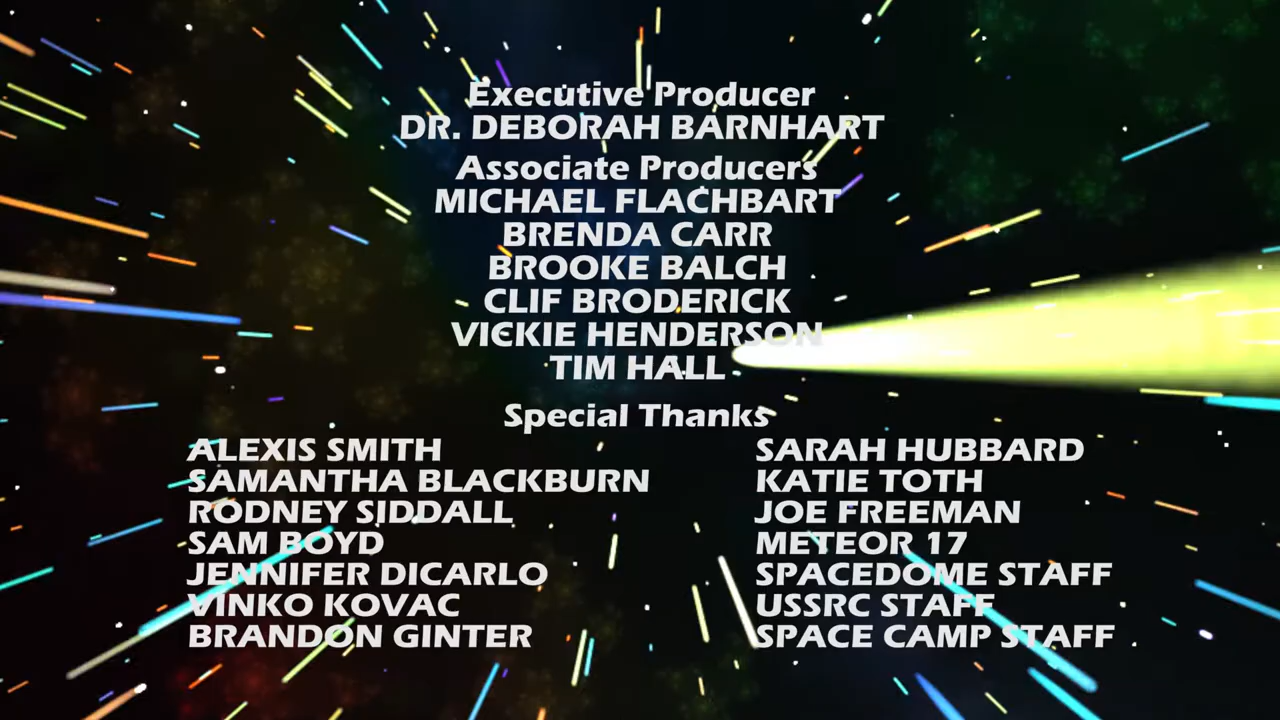 Executive Producer
DR. DEBORAH BARNHART
Associate Producers
MICHAEL FLACHBART
BRENDA CARR
BROOKE BALCH
CLIF BRODERICK
VICKIE HENDERSON
TIM HALL
Special Thanks
ALEXIS SMITH
SAMANTHA BLACKBURN
RODNEY SIDDALL
SAM BOYD
JENNIFER DICARLO
VINKO KOVAC
BRANDON GINTER
SARAH HUBBARD
KATIE TOTH
JOE FREEMAN
METEOR 17
SPACEDOME STAFF
USSRC STAFF
SPACE CAMP STAFF